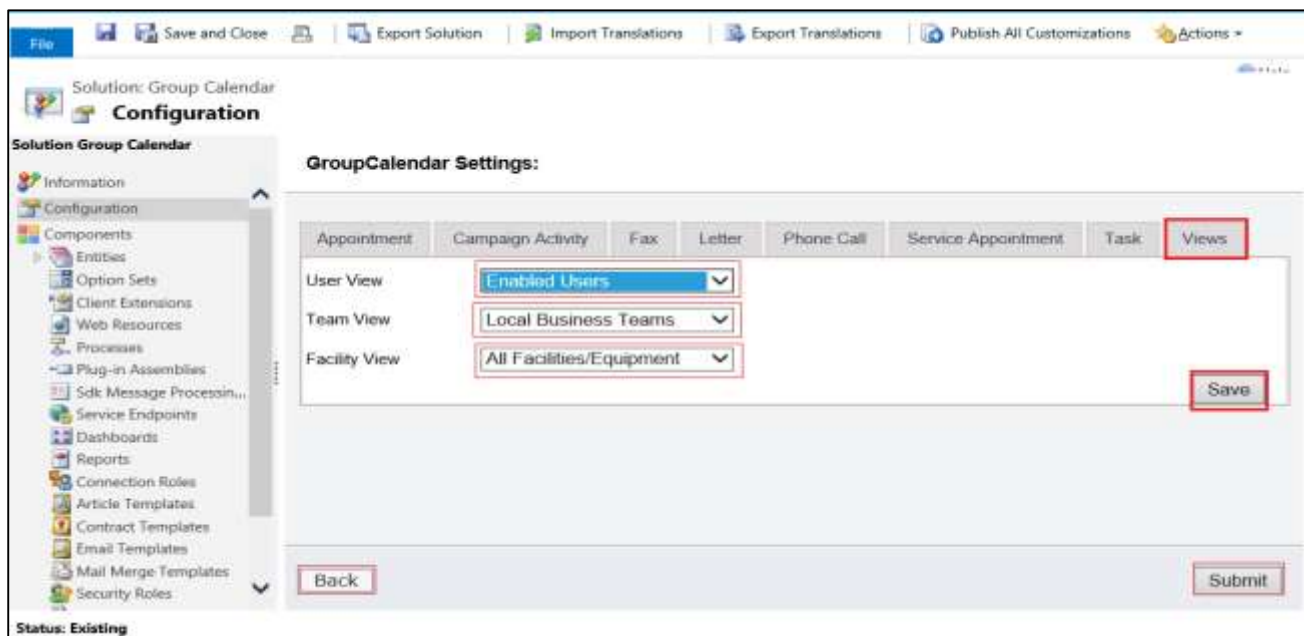 File Save and Close Export Solution Import Translations Export Translations Publish All Customizations Actions
Solution: Group Calendar
Configuration
Solution Group Calendar
Information
Configuration
Components
Entities
Option Sets
Client Extensions
Web Resources
Processes
Plug-in Assemblies
Sdk Message Processin...
Service Endpoints
Dashboards
Reports
Connection Roles
Article Templates
Contract Templates
Email Templates
Mail Merge Templates
Security Roles
Status: Existing
GroupCalendar Settings:
Appointment Campaign Activity Fax Letter Phone Call Service Appointment Task Views
User View Enabled Users
Team View Local Business Teams
Facility View All Facilities/Equipment
Save
Back Submit